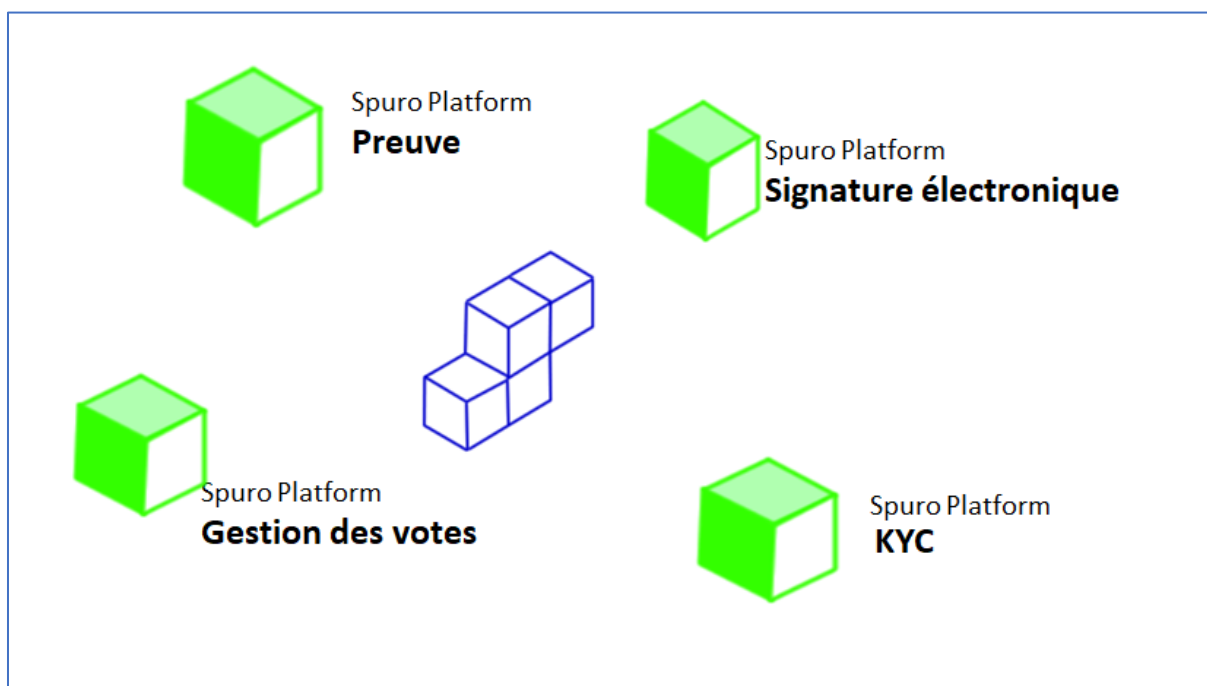 Spuro Platform
Preuve
Spuro Platform
Signature électronique
Spuro Platform
Gestion des votes
Spuro Platform
KYC